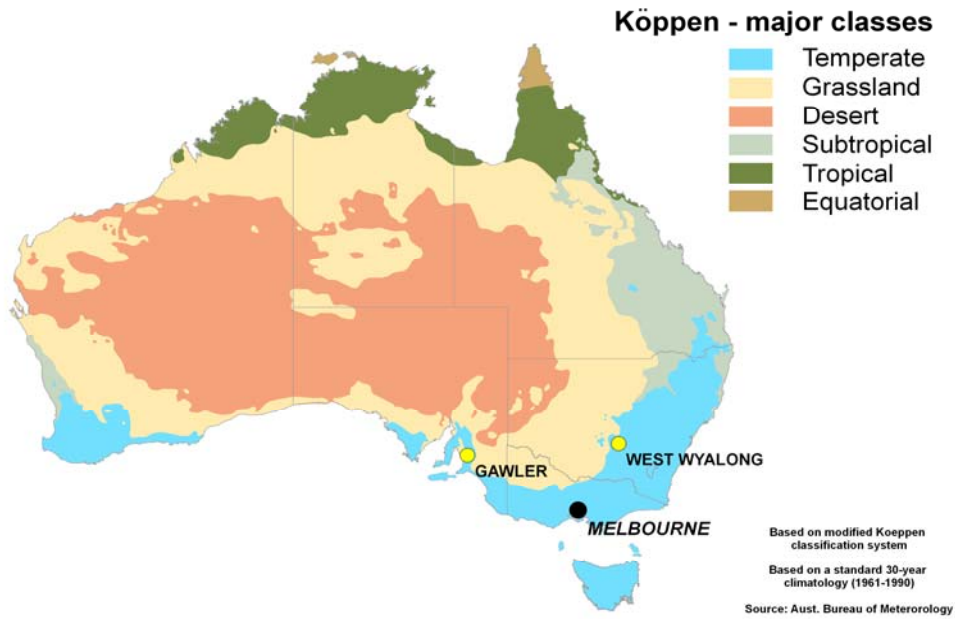 Köppen - major classes
Temperate
Grassland
Desert
Subtropical
Tropical
Equatorial
WEST WYALONG
GAWLER
MELBOURNE
Based on modified Koeppen
classification system
Based on a standard 30-year
climatology (1961-1990)
Source: Aust. Bureau of Meterorology